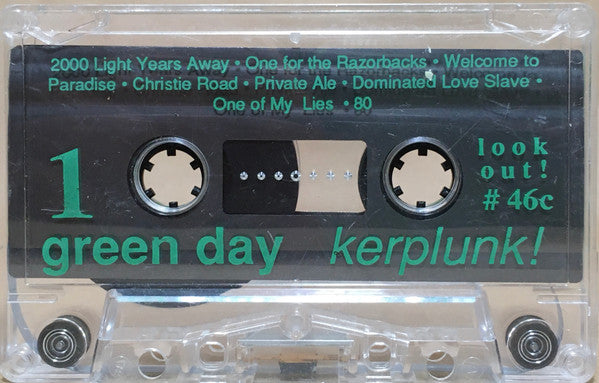 2000 Light Years Away • One for the Razorbacks • Welcome to
Paradise • Christie Road • Private Ale • Dominated Love Slave •
One of My Lies • 80
1
look
out!
# 46c
green day
kerplunk!